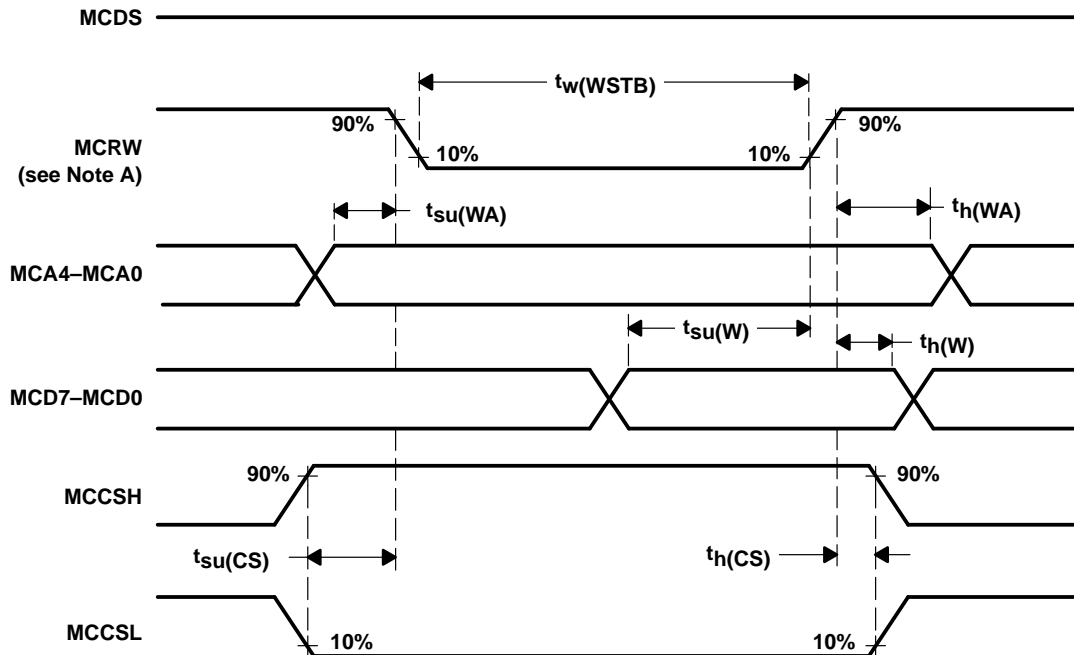 MCDS
tw(WSTB)
90%
90%
MCRW
(see Note A)
10%
10%
tsu(WA)
th(WA)
MCA4–MCA0
tsu(W)
th(W)
MCD7–MCD0
90%
90%
MCCSH
tsu(CS)
th(CS)
MCCSL
10%
10%